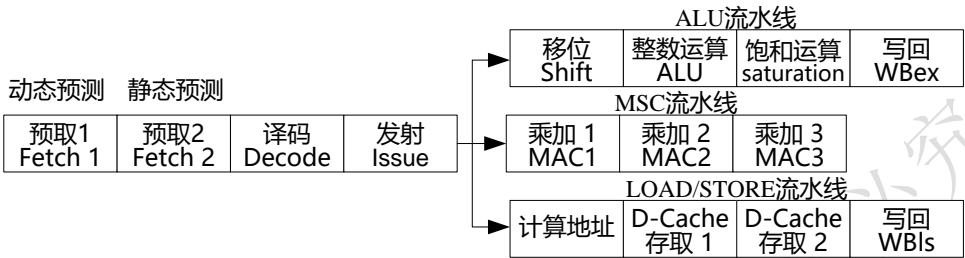 ALU流水线
移位 整数运算 饱和运算 写回
Shift ALU saturation WBex
动态预测 静态预测
MSC流水线
预取1 预取2 译码 发射
Fetch 1 Fetch 2 Decode Issue
乘加 1 乘加 2 乘加 3
MAC1 MAC2 MAC3
LOAD/STORE流水线
计算地址 D-Cache D-Cache 写回
存取 1 存取 2 WBls